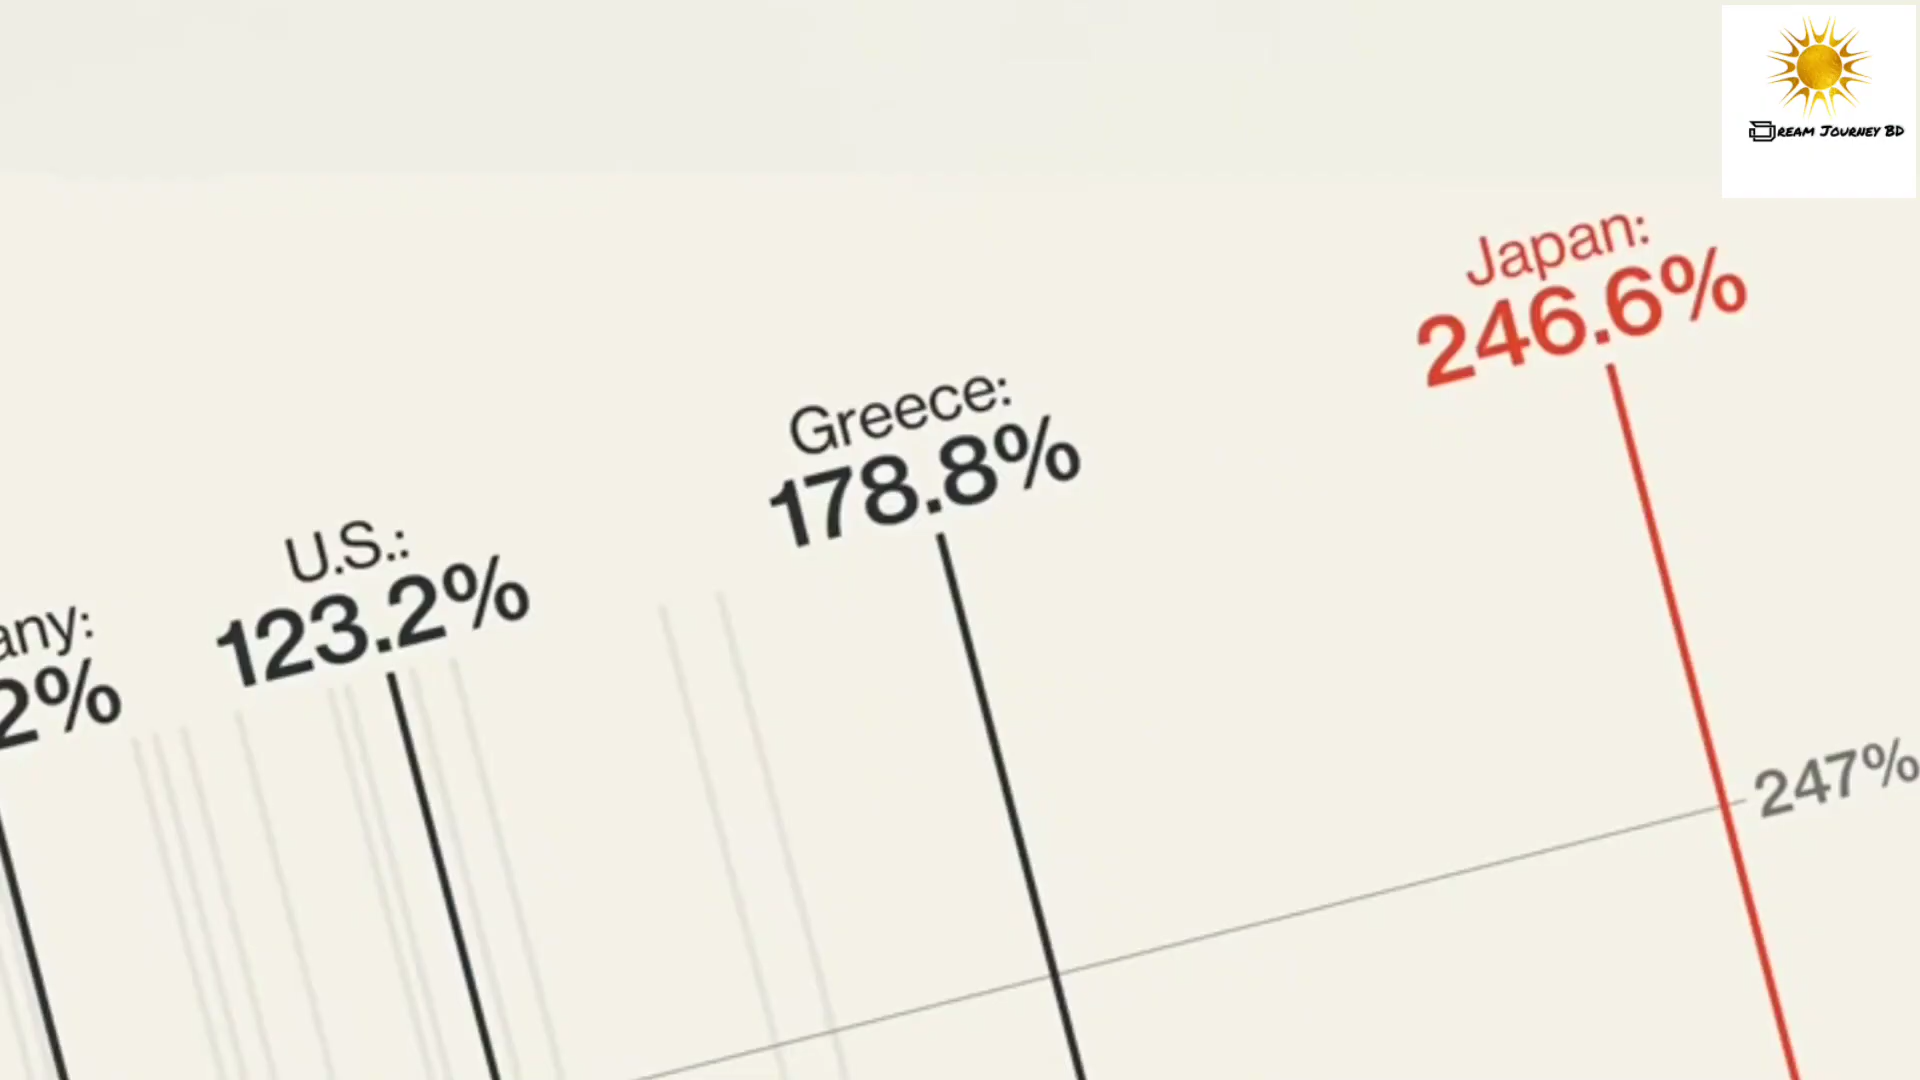 DREAM JOURNEY BD
Japan:
246.6%
Greece:
178.8%
U.S.:
123.2%
any:
2%
247%